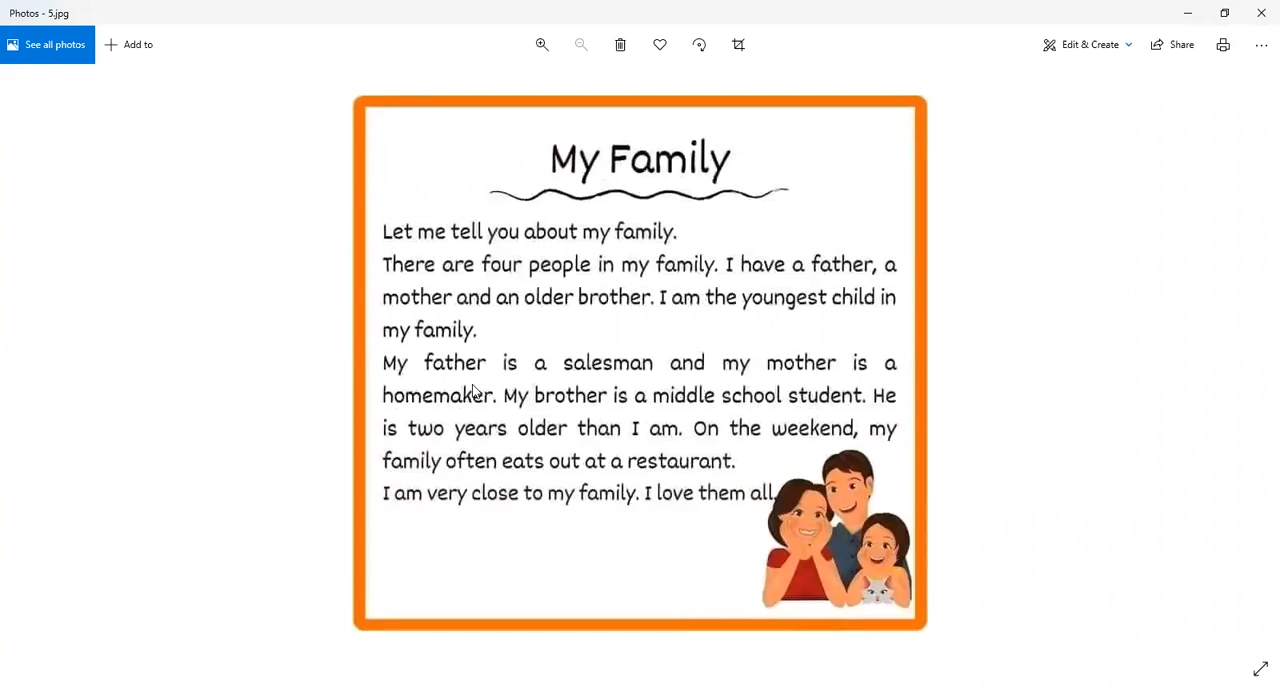 Photos - 5.jpg
See all photos
Add to
Edit & Create
Share
My Family
Let me tell you about my family.
There are four people in my family. I have a father, a
mother and an older brother. I am the youngest child in
my family.
My father is a salesman and my mother is a
homemaker. My brother is a middle school student. He
is two years older than I am. On the weekend, my
family often eats out at a restaurant.
I am very close to my family. I love them all.